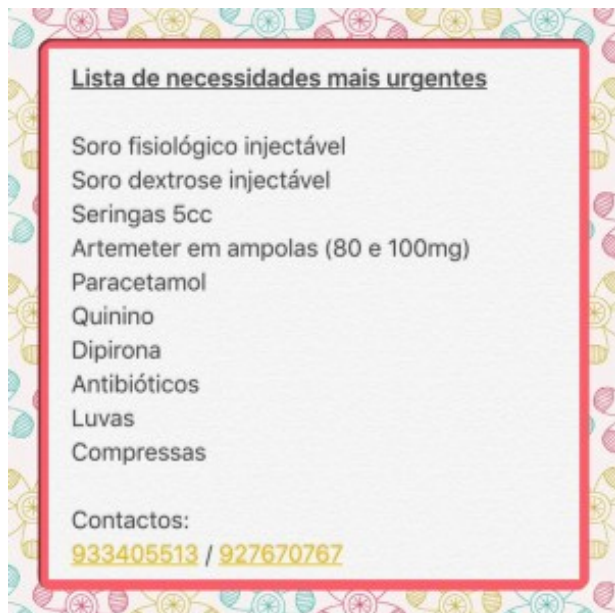 Lista de necessidades mais urgentes
Soro fisiológico injectável
Soro dextrose injectável
Seringas 5cc
Artemeter em ampolas (80 e 100mg)
Paracetamol
Quinino
Dipirona
Antibióticos
Luvas
Compressas
Contactos:
933405513 / 927670767